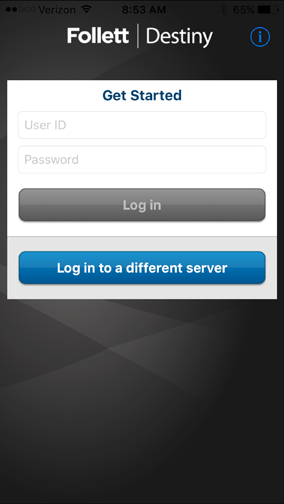 Verizon 8:53 AM 65%
Follett | Destiny
i
Get Started
User ID
Password
Log in
Log in to a different server